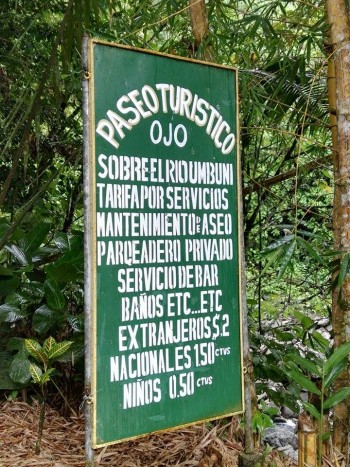 PASEO TURISTICO
OJO
SOBRE EL RIO UMBUNI
TARIFA POR SERVICIOS
MANTENIMIENTO DE ASEO
PARQEADERO PRIVADO
SERVICIO DE BAR
BAÑOS ETC...ETC
EXTRANJEROS $.2
NACIONALES 1.50 CTVS
NIÑOS 0.50 CTVS